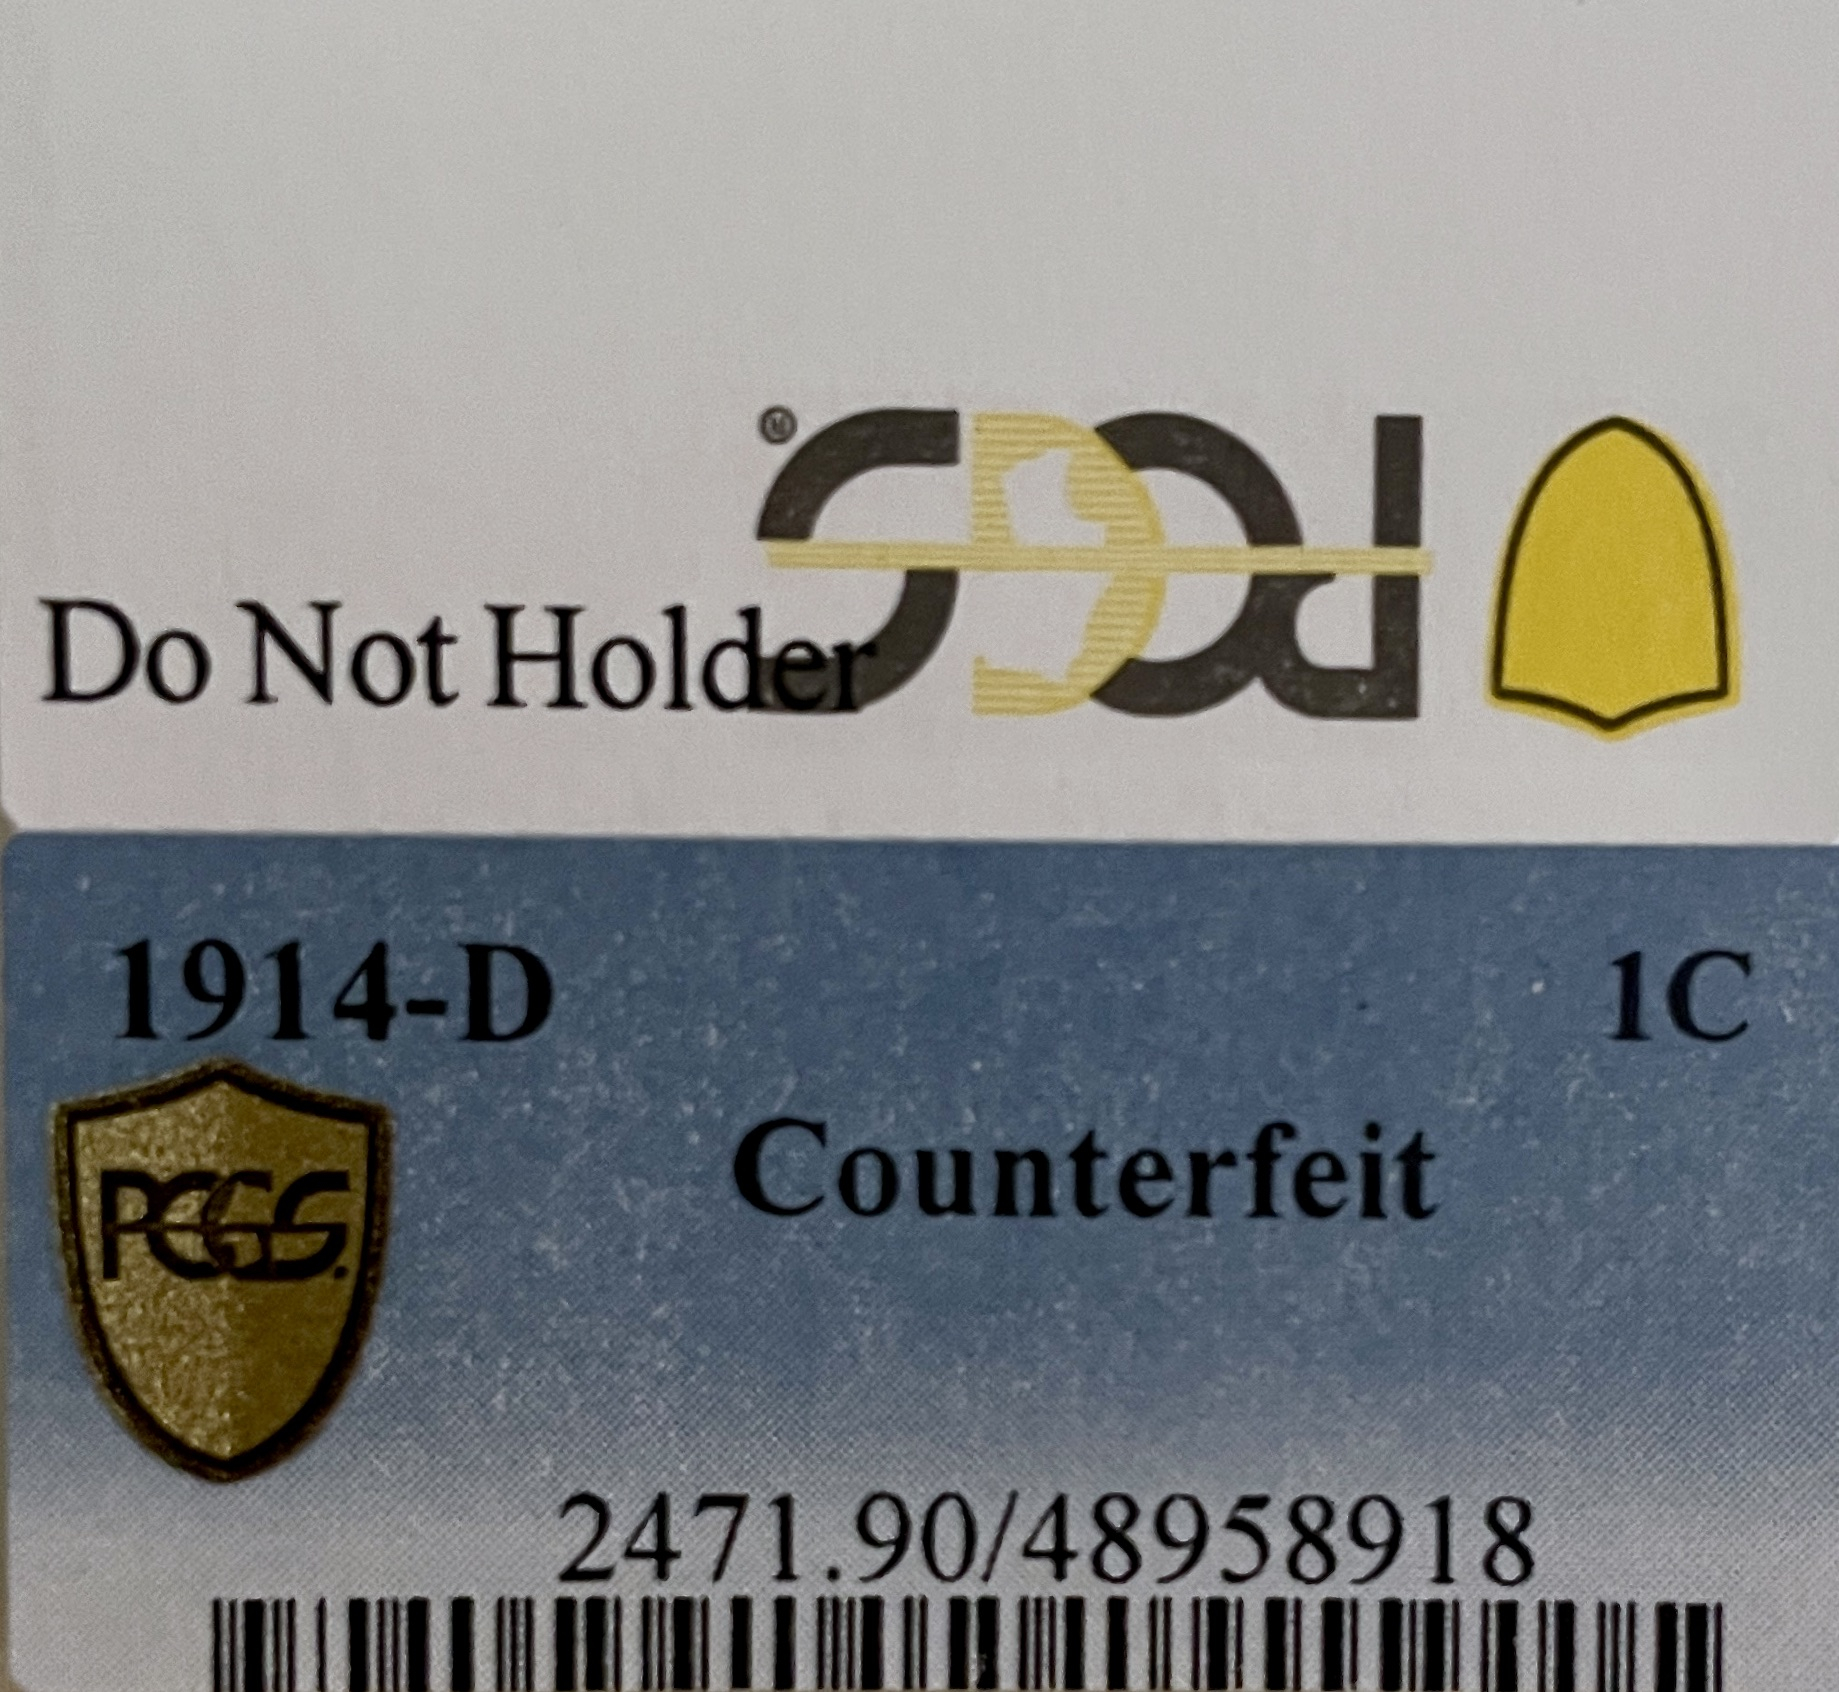 PCGS®
Do Not Holder
1914-D 1C
PCGS.
Counterfeit
2471.90/48958918